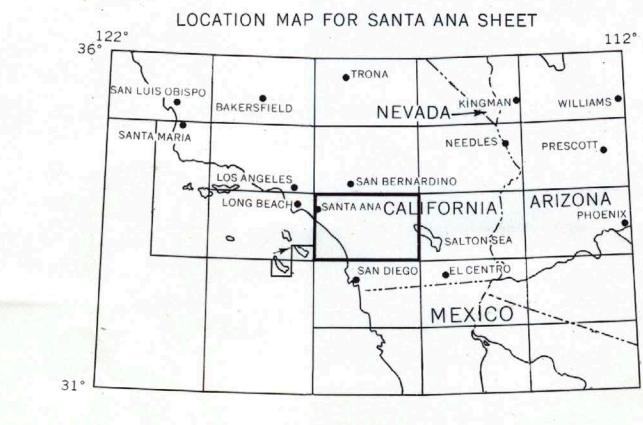 LOCATION MAP FOR SANTA ANA SHEET
122°
112°
36°
TRONA
SAN LUIS OBISPO
BAKERSFIELD
KINGMAN
WILLIAMS
NEVADA
SANTA MARIA
NEEDLES
PRESCOTT
LOS ANGELES
SAN BERNARDINO
LONG BEACH
SANTA ANA
CALIFORNIA
ARIZONA
PHOENIX
SALTON SEA
SAN DIEGO
EL CENTRO
MEXICO
31°